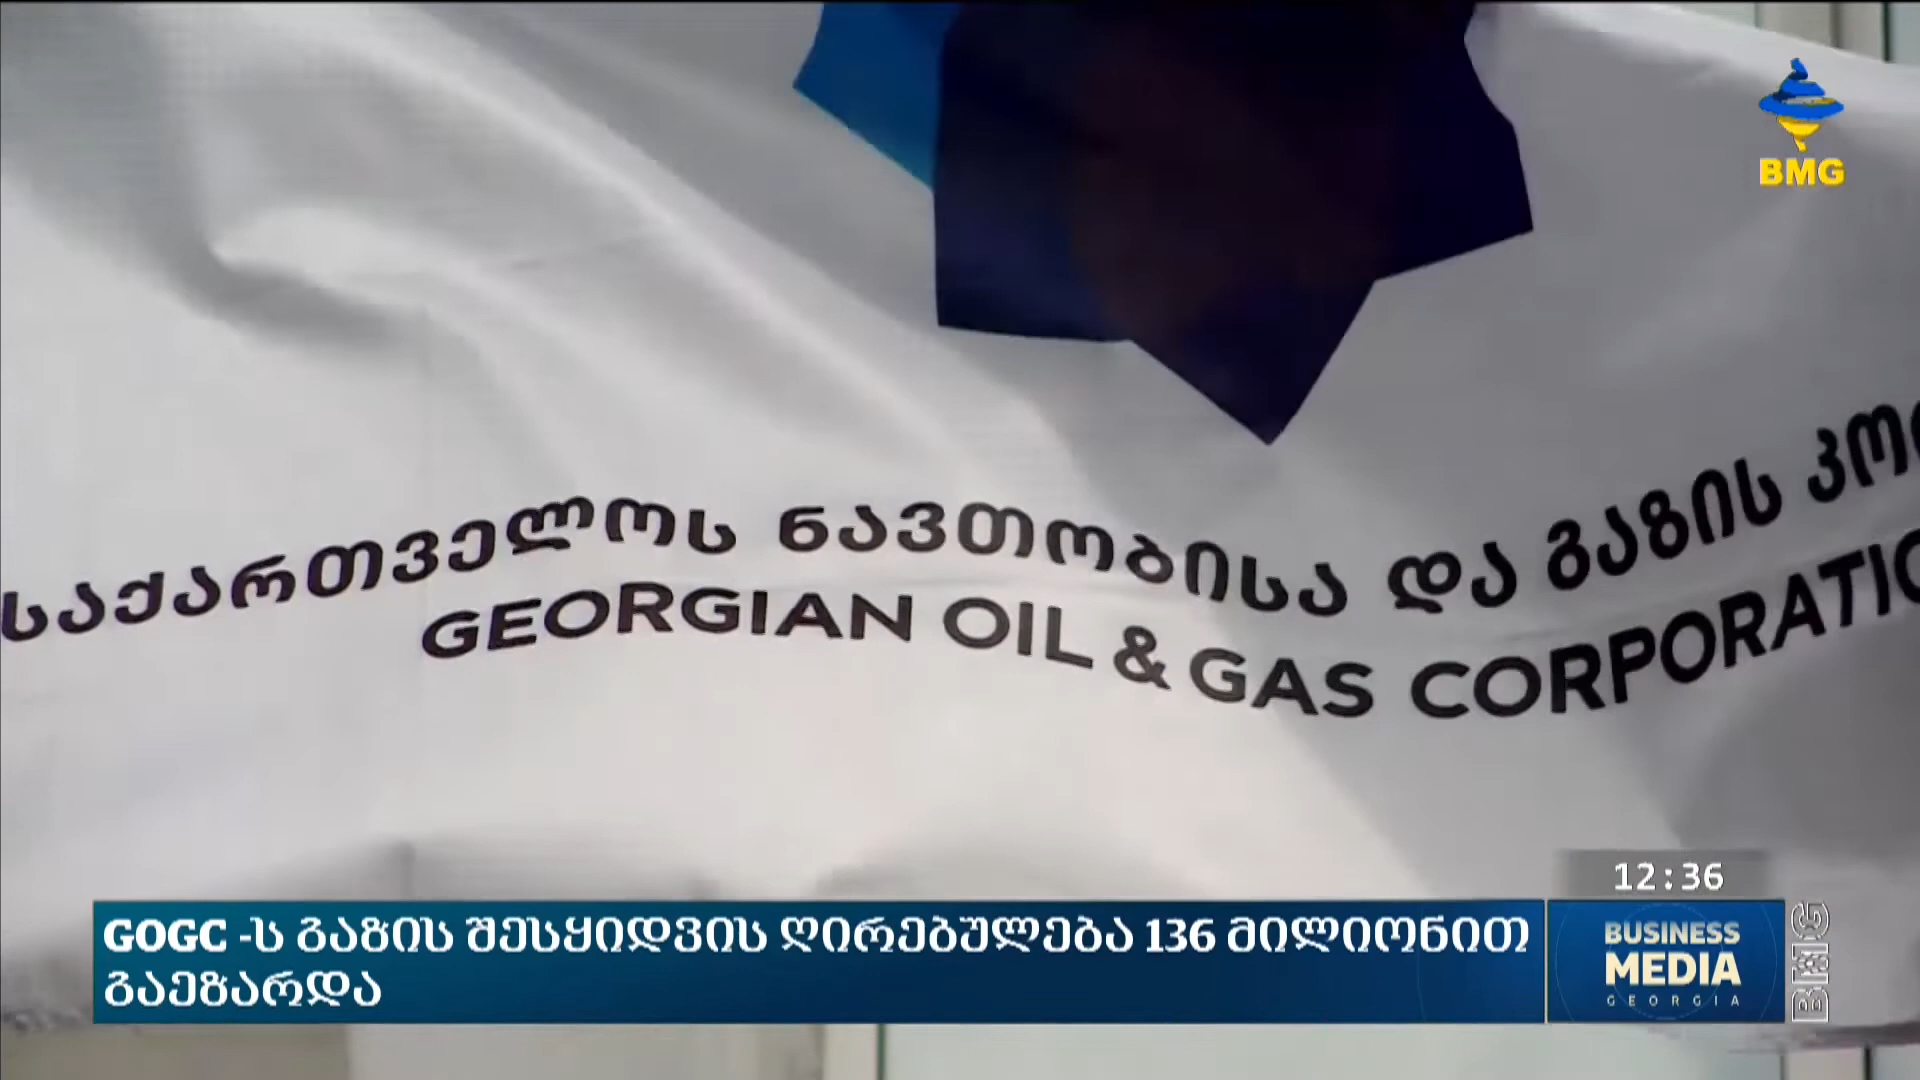 BMG
საქართველოს ნავთობისა და გაზის
GEORGIAN OIL & GAS
12:36
GOGC -ს გაზის შესყიდვის ღირებულება 136 მილიონით
გაეზარდა
BUSINESS
MEDIA
GEORGIA
BMG